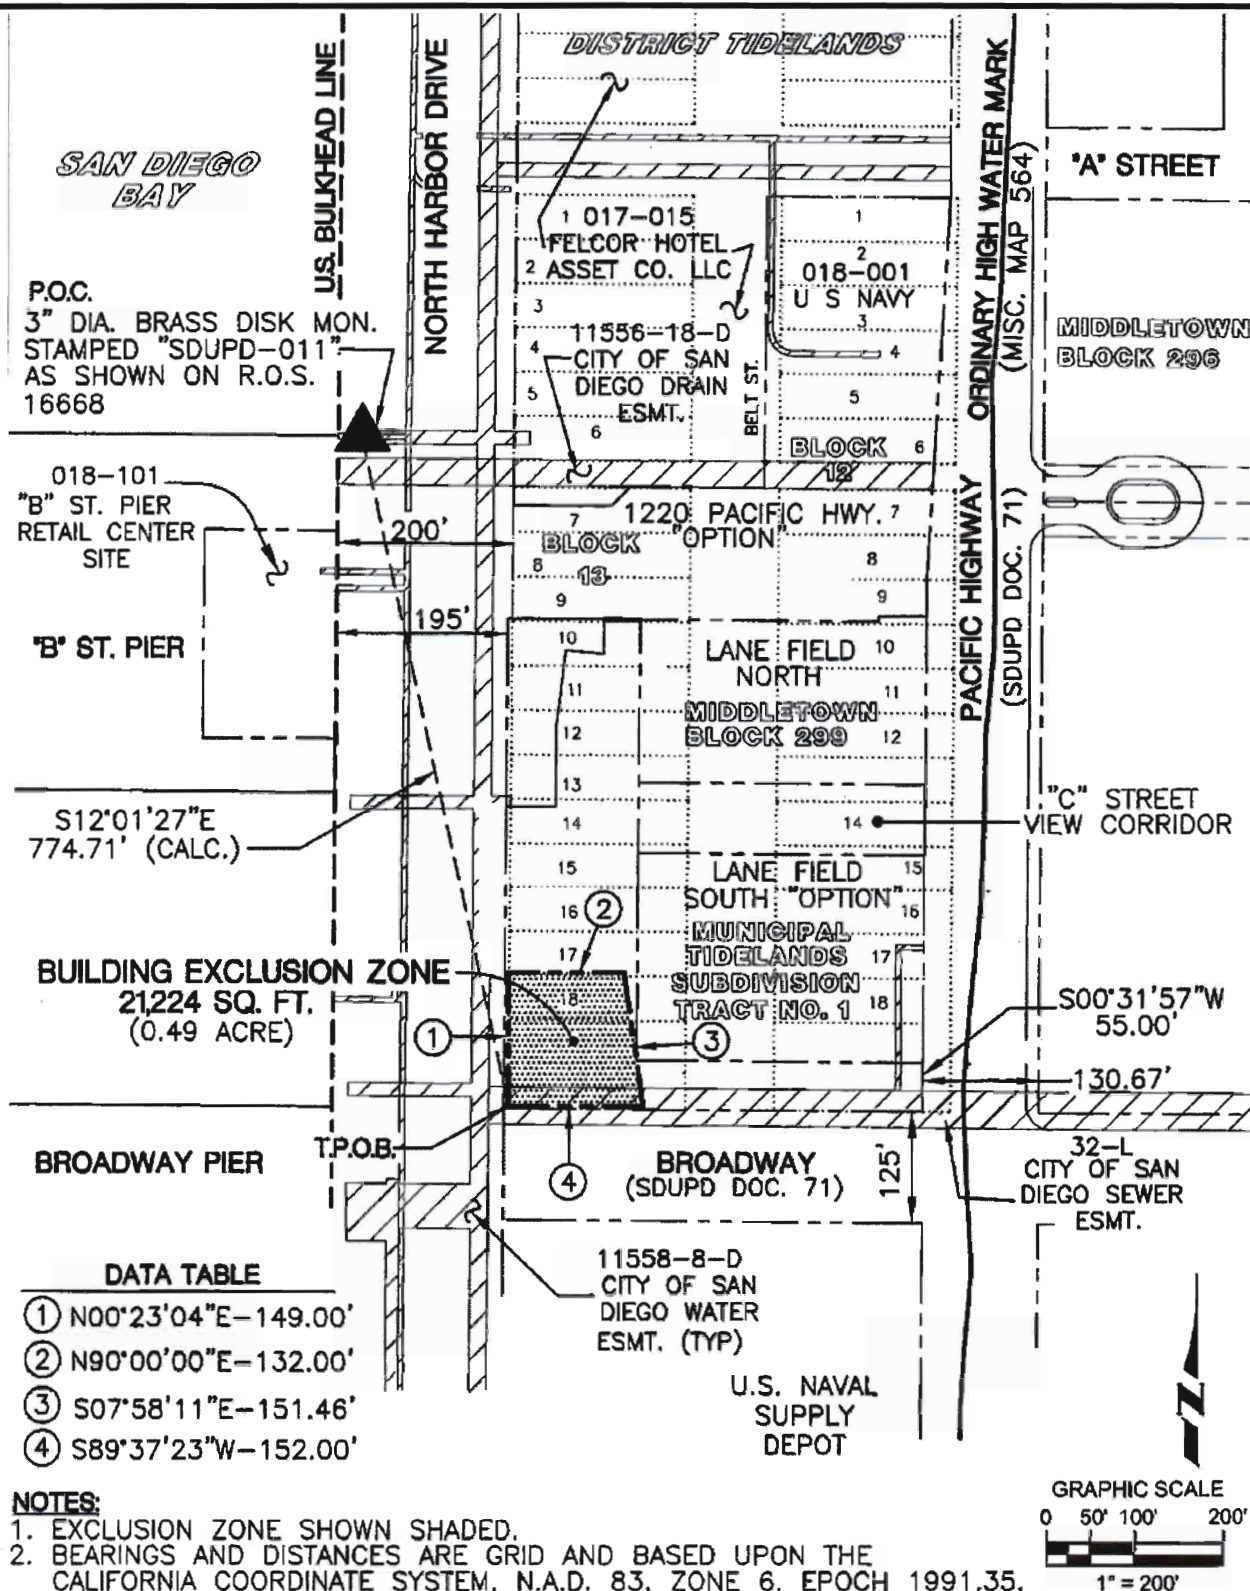 DISTRICT TIDELANDS
SAN DIEGO
BAY
U.S. BULKHEAD LINE
NORTH HARBOR DRIVE
ORDINARY HIGH WATER MARK
(MISC. MAP 564)
"A" STREET
1 017-015
FELCOR HOTEL
2 ASSET CO. LLC
3
4
5
6
1
2
018-001
U S NAVY
3
4
5
6
P.O.C.
3" DIA. BRASS DISK MON.
STAMPED "SDUPD-011"
AS SHOWN ON R.O.S.
16668
11556-18-D
CITY OF SAN
DIEGO DRAIN
ESMT.
BELT ST.
BLOCK
12
MIDDLETOWN
BLOCK 296
018-101
"B" ST. PIER
RETAIL CENTER
SITE
200'
7
1220 PACIFIC HWY. 7
"OPTION"
BLOCK
13
8
8
9
9
PACIFIC HIGHWAY
(SDUPD DOC. 71)
"B" ST. PIER
195'
10
LANE FIELD 10
NORTH
11
11
MIDDLETOWN
BLOCK 299
12
12
13
S12°01'27"E
774.71' (CALC.)
14
14
"C" STREET
VIEW CORRIDOR
15
LANE FIELD 15
SOUTH "OPTION"
16
16
2
17
17
MUNICIPAL
TIDELANDS
SUBDIVISION
TRACT NO. 1
18
18
BUILDING EXCLUSION ZONE
21,224 SQ. FT.
(0.49 ACRE)
1
3
S00°31'57"W
55.00'
130.67'
T.P.O.B.
BROADWAY PIER
4
BROADWAY
(SDUPD DOC. 71)
125'
32-L
CITY OF SAN
DIEGO SEWER
ESMT.
11558-8-D
CITY OF SAN
DIEGO WATER
ESMT. (TYP)
DATA TABLE
1 N00°23'04"E-149.00'
2 N90°00'00"E-132.00'
3 S07°58'11"E-151.46'
4 S89°37'23"W-152.00'
U.S. NAVAL
SUPPLY
DEPOT
N
NOTES:
1. EXCLUSION ZONE SHOWN SHADED.
2. BEARINGS AND DISTANCES ARE GRID AND BASED UPON THE
CALIFORNIA COORDINATE SYSTEM, N.A.D. 83, ZONE 6, EPOCH 1991.35.
GRAPHIC SCALE
0 50' 100' 200'
1" = 200'